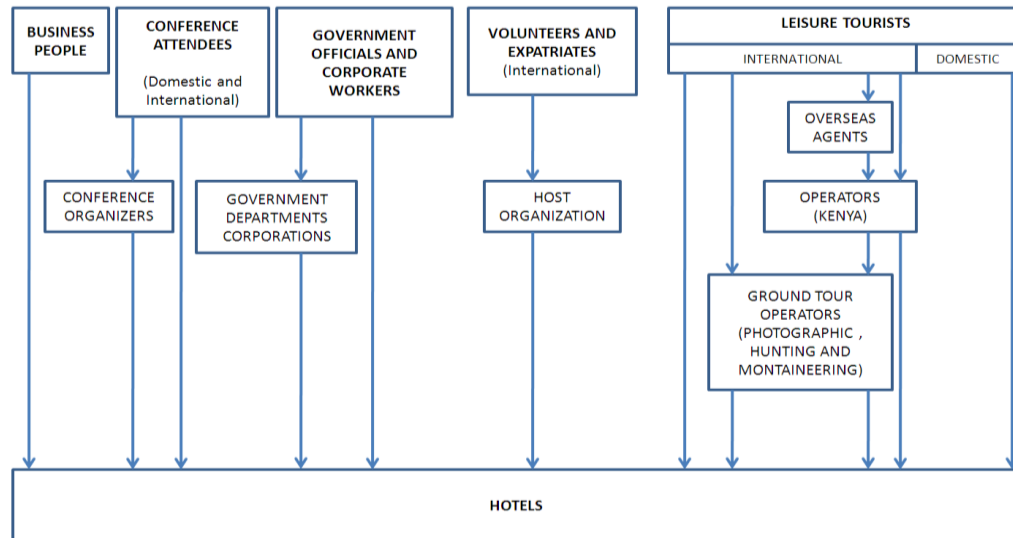 BUSINESS
PEOPLE
CONFERENCE
ATTENDEES
(Domestic and
International)
GOVERNMENT
OFFICIALS AND
CORPORATE
WORKERS
VOLUNTEERS AND
EXPATRIATES
(International)
LEISURE TOURISTS
INTERNATIONAL
DOMESTIC
OVERSEAS
AGENTS
CONFERENCE
ORGANIZERS
GOVERNMENT
DEPARTMENTS
CORPORATIONS
HOST
ORGANIZATION
OPERATORS
(KENYA)
GROUND TOUR
OPERATORS
(PHOTOGRAPHIC ,
HUNTING AND
MONTAINEERING)
HOTELS